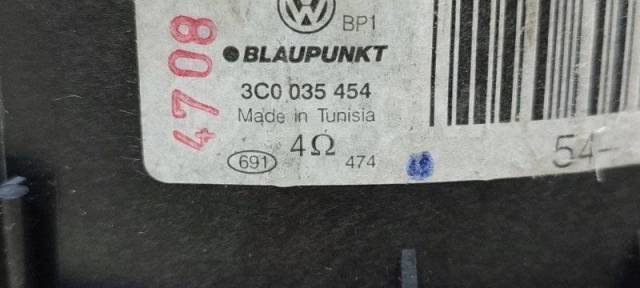 BP1
BLAUPUNKT
3C0 035 454
Made in Tunisia
4Ω
691
474
54-
4708